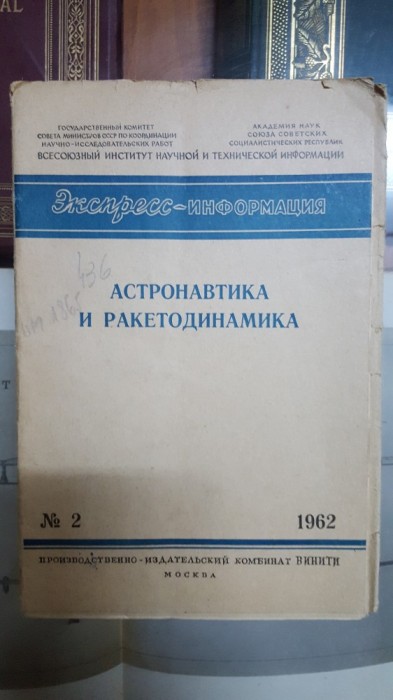 AL
ГОСУДАРСТВЕННЫЙ КОМИТЕТ
СОВЕТА МИНИСТРОВ СССР ПО КООРДИНАЦИИ
НАУЧНО-ИССЛЕДОВАТЕЛЬСКИХ РАБОТ
АКАДЕМИЯ НАУК
СОЮЗА СОВЕТСКИХ
СОЦИАЛИСТИЧЕСКИХ РЕСПУБЛИК
ВСЕСОЮЗНЫЙ ИНСТИТУТ НАУЧНОЙ И ТЕХНИЧЕСКОЙ ИНФОРМАЦИИ
Экспресс-ИНФОРМАЦИЯ
436
АСТРОНАВТИКА
И РАКЕТОДИНАМИКА
№ 2
1962
ПРОИЗВОДСТВЕННО-ИЗДАТЕЛЬСКИЙ КОМБИНАТ ВИНИТИ
МОСКВА